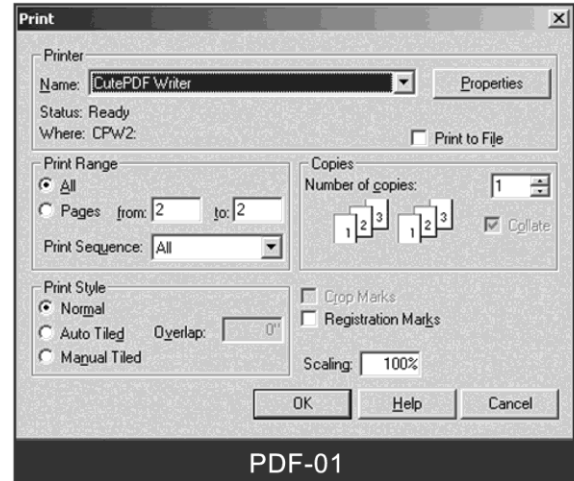 Print
Printer
Name: CutePDF Writer
Properties
Status: Ready
Where: CPW2:
Print to File
Print Range
All
Pages from: 2 to: 2
Print Sequence: All
Copies
Number of copies: 1
1 2 3 1 2 3
Collate
Print Style
Normal
Auto Tiled Overlap: 0"
Manual Tiled
Crop Marks
Registration Marks
Scaling: 100%
OK Help Cancel
PDF-01